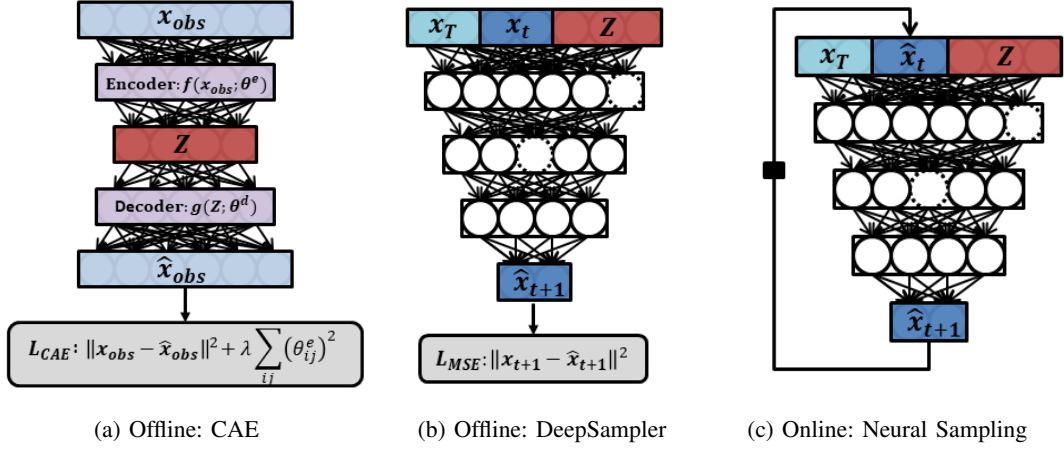 x_obs
Encoder: f(x_obs; θ^e)
Z
Decoder: g(Z; θ^d)
x̂_obs
L_CAE: ‖x_obs − x̂_obs‖² + λ ∑_ij (θ^e_ij)²
(a) Offline: CAE
x_T x_t Z
x̂_t+1
L_MSE: ‖x_t+1 − x̂_t+1‖²
(b) Offline: DeepSampler
x_T x̂_t Z
x̂_t+1
(c) Online: Neural Sampling